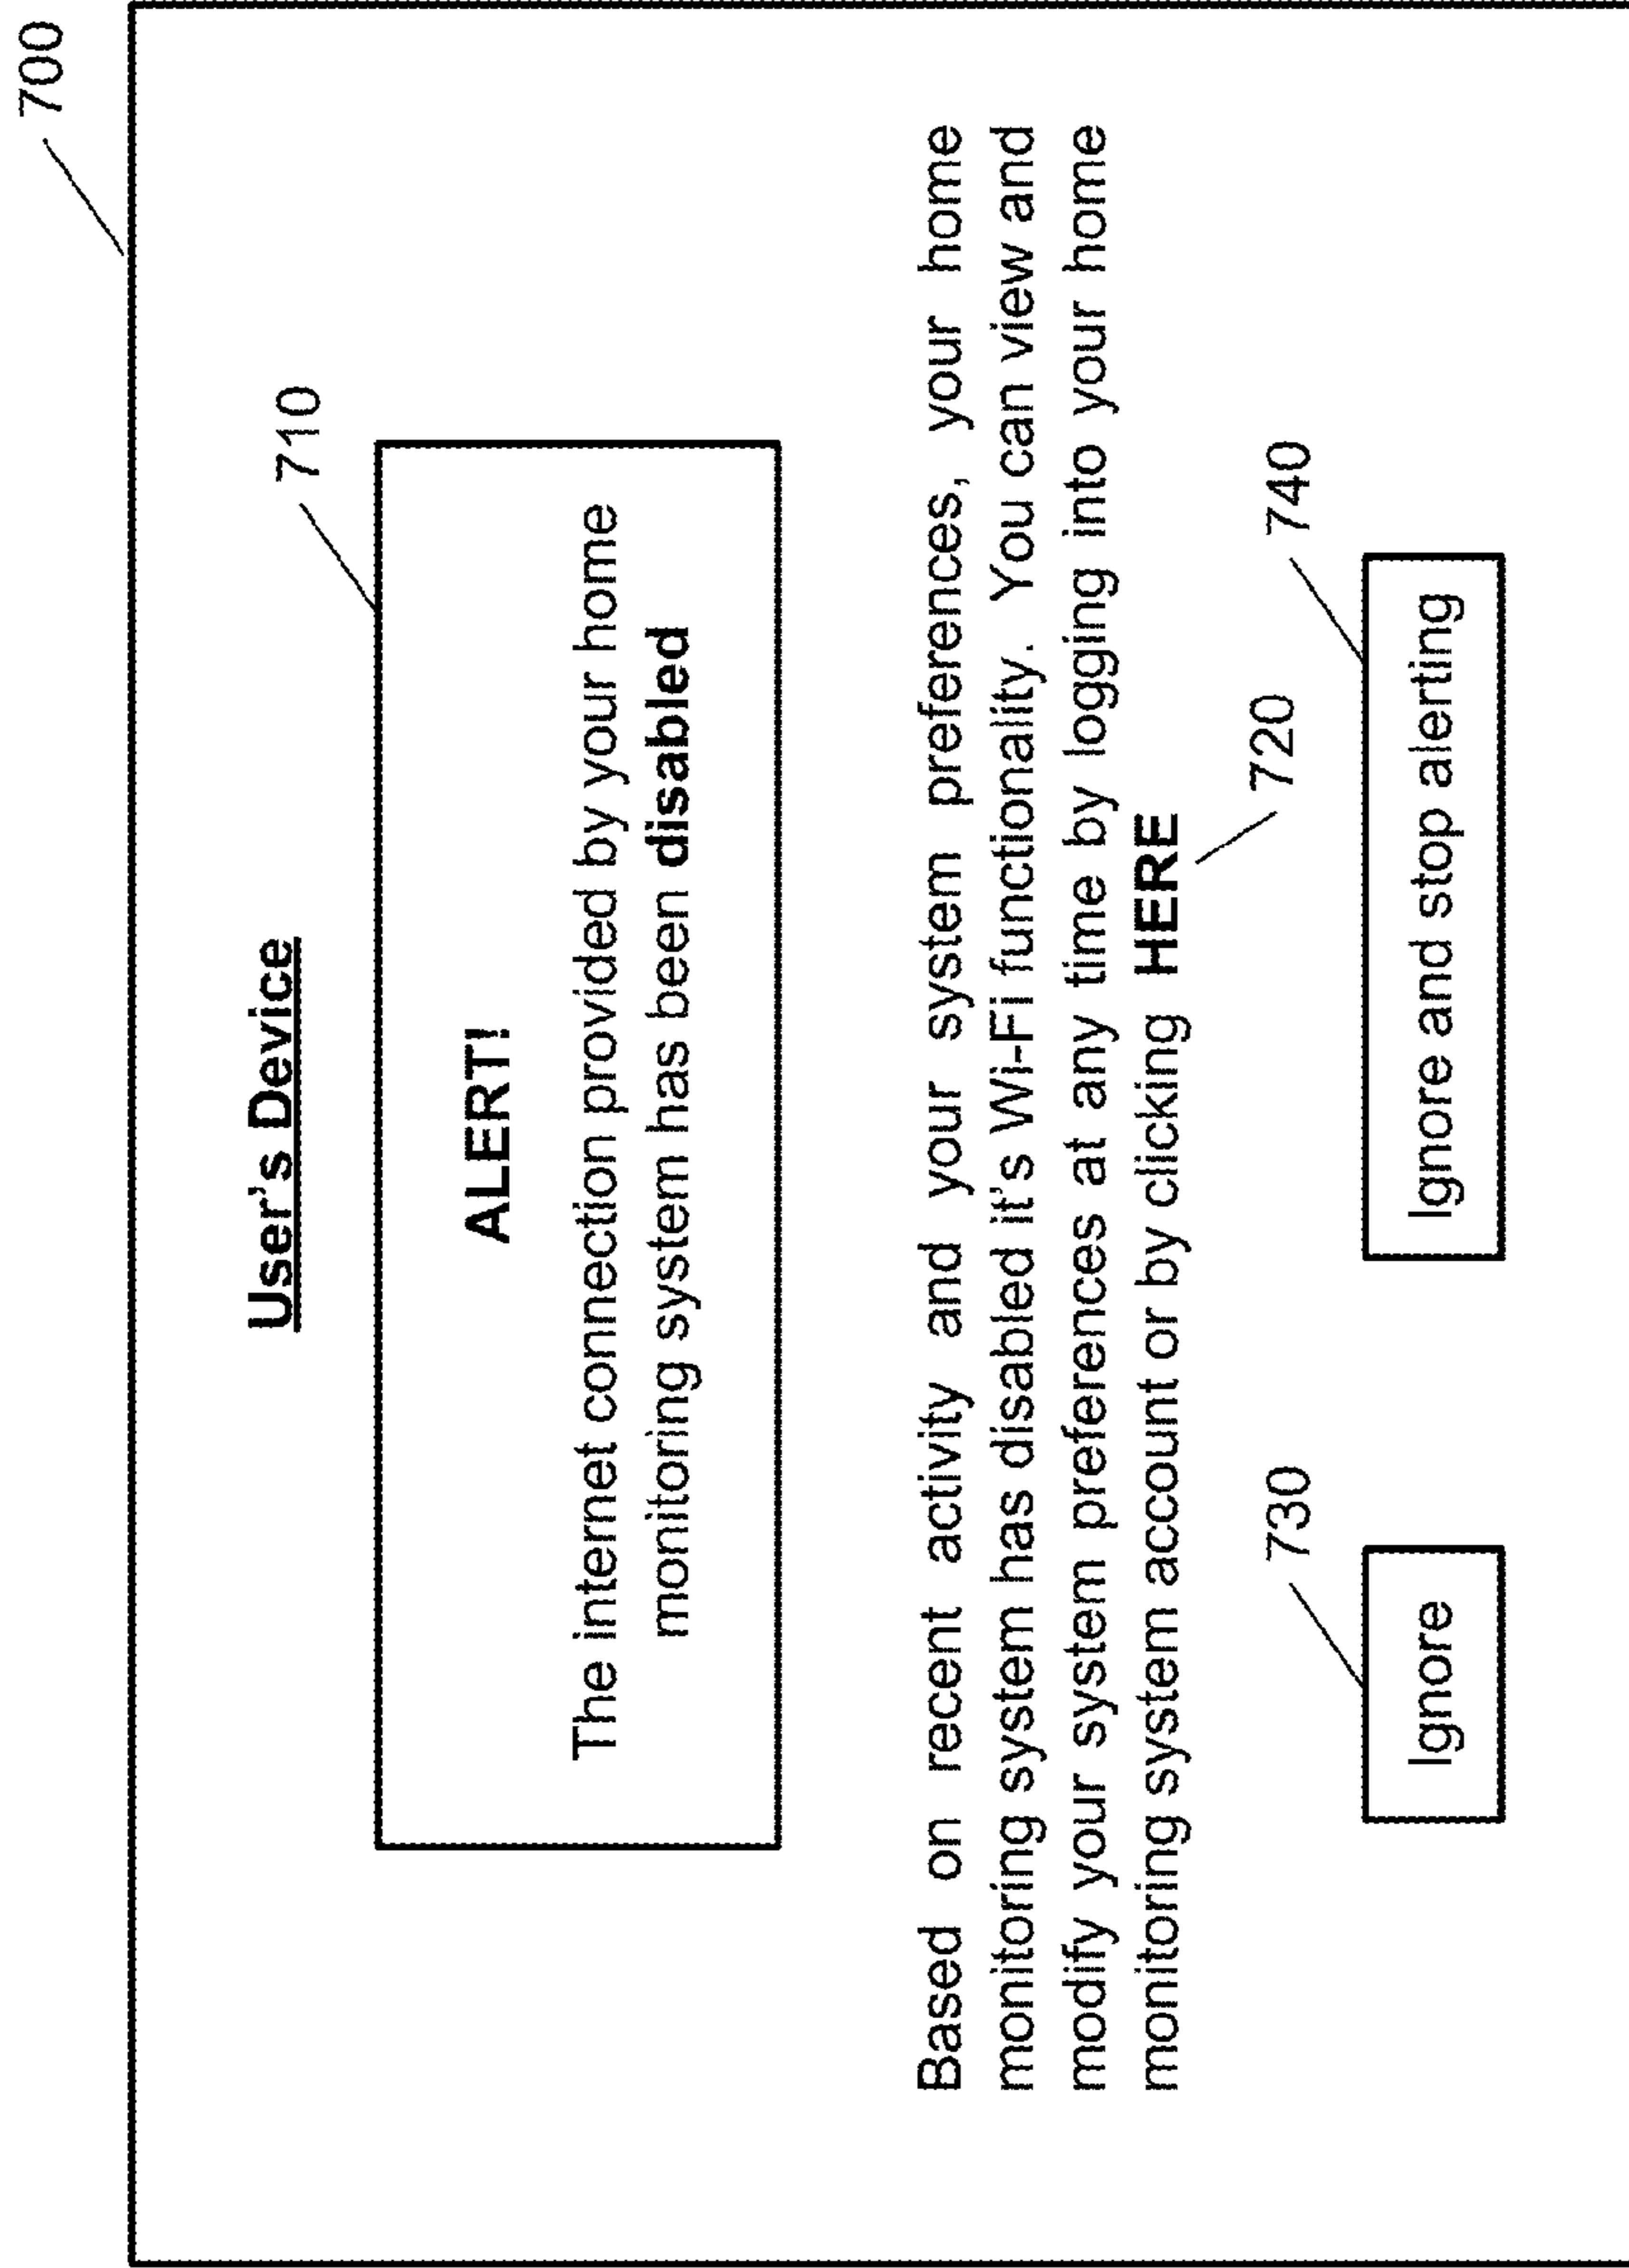 700
User's Device
710
ALERT!
The internet connection provided by your home
monitoring system has been disabled
Based on recent activity and your system preferences, your home
monitoring system has disabled it's Wi-Fi functionality. You can view and
modify your system preferences at any time by logging into your home
monitoring system account or by clicking HERE
720
730
740
Ignore
Ignore and stop alerting